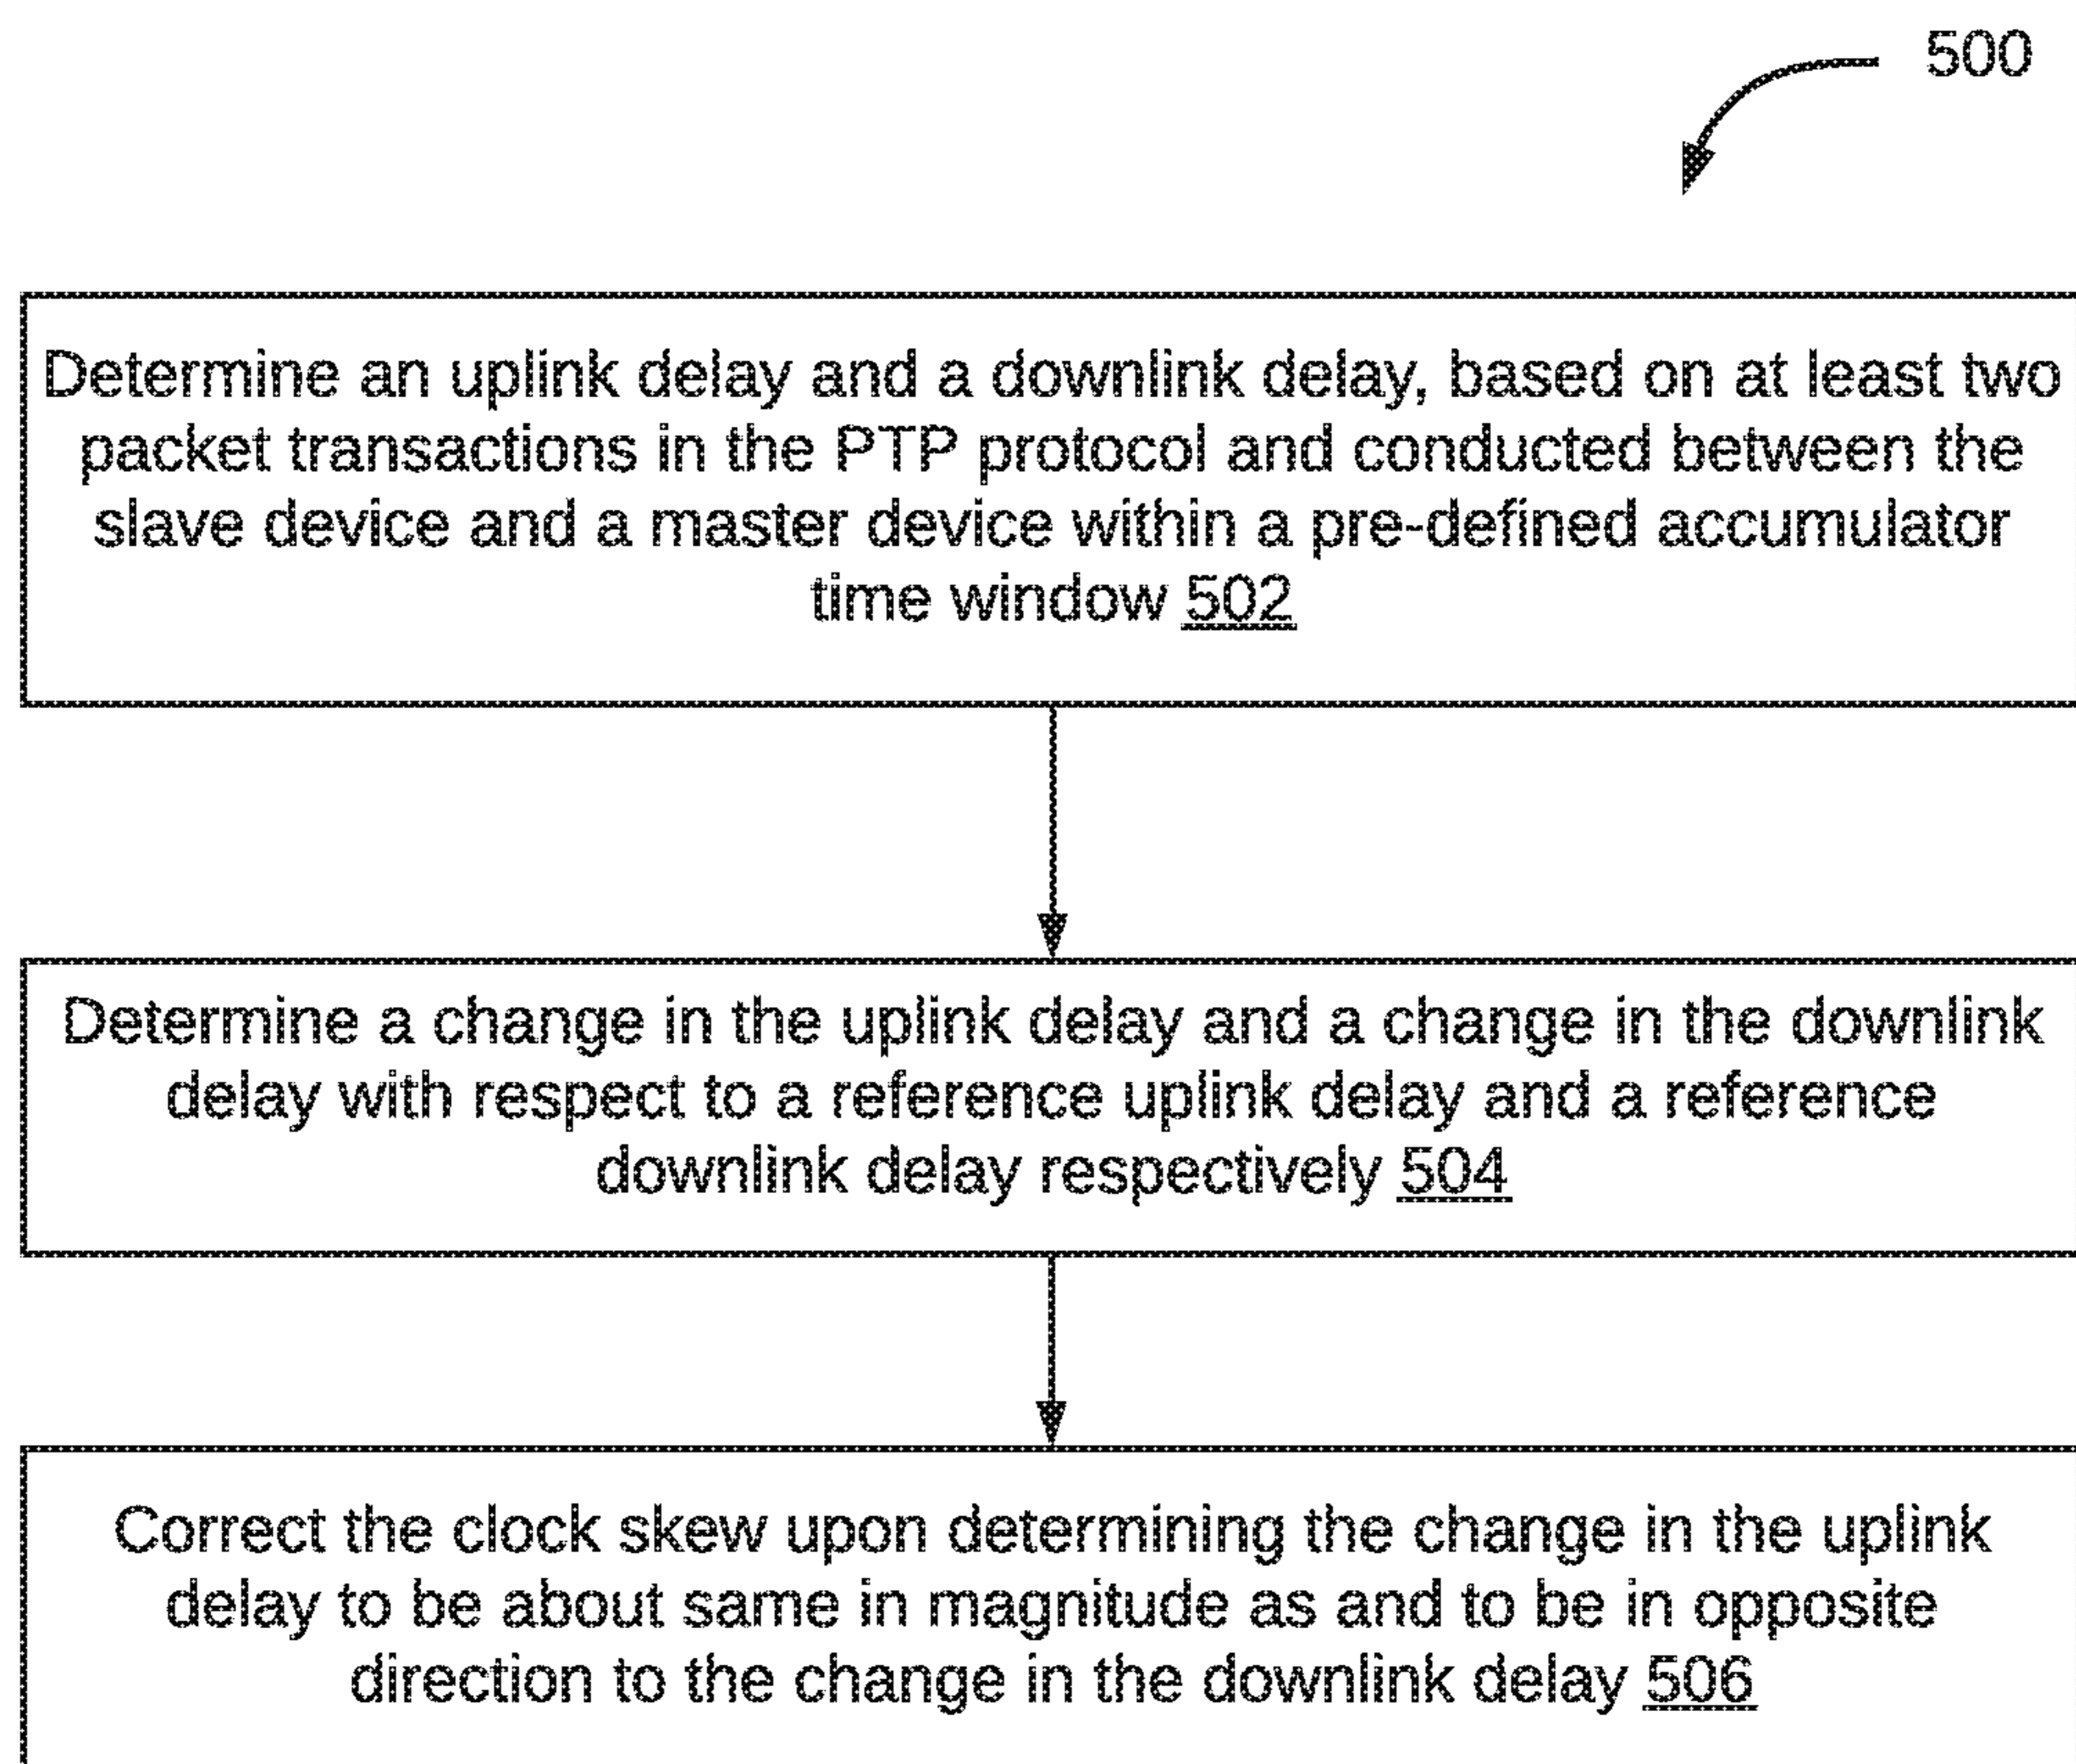 500
Determine an uplink delay and a downlink delay, based on at least two
packet transactions in the PTP protocol and conducted between the
slave device and a master device within a pre-defined accumulator
time window 502
Determine a change in the uplink delay and a change in the downlink
delay with respect to a reference uplink delay and a reference
downlink delay respectively 504
Correct the clock skew upon determining the change in the uplink
delay to be about same in magnitude as and to be in opposite
direction to the change in the downlink delay 506